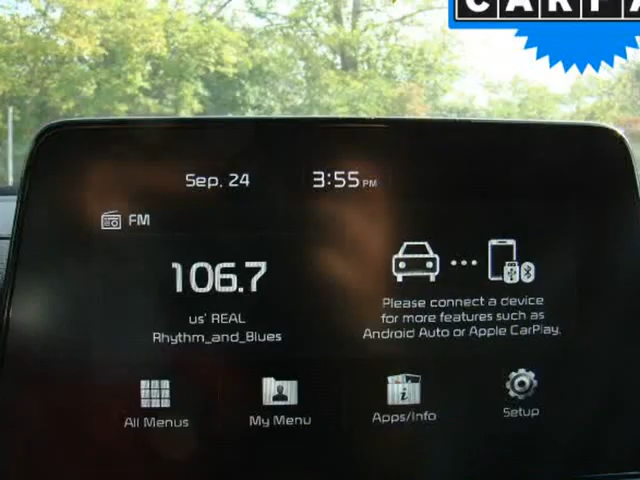 CARFA
Sep. 24 3:55 PM
FM
106.7
us' REAL
Rhythm_and_Blues
Please connect a device
for more features such as
Android Auto or Apple CarPlay.
All Menus My Menu Apps/Info Setup